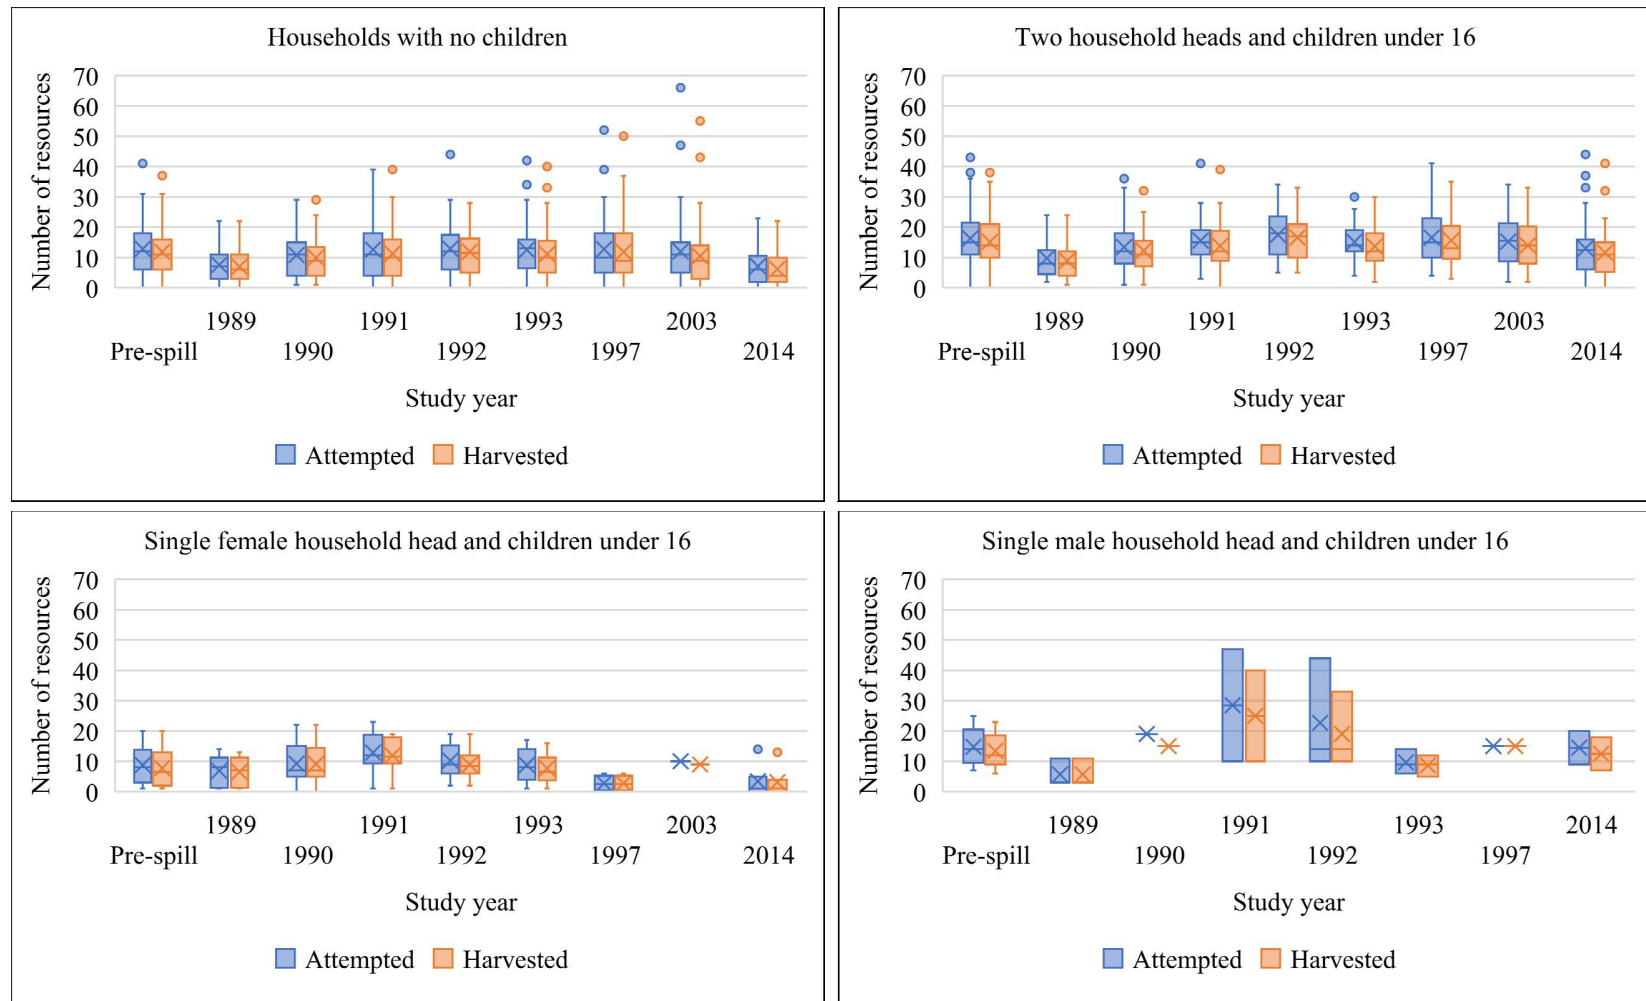 Households with no children
Number of resources
70
60
50
40
30
20
10
0
1989 1991 1993 2003
Pre-spill 1990 1992 1997 2014
Study year
Attempted Harvested
Two household heads and children under 16
Number of resources
70
60
50
40
30
20
10
0
1989 1991 1993 2003
Pre-spill 1990 1992 1997 2014
Study year
Attempted Harvested
Single female household head and children under 16
Number of resources
70
60
50
40
30
20
10
0
1989 1991 1993 2003
Pre-spill 1990 1992 1997 2014
Study year
Attempted Harvested
Single male household head and children under 16
Number of resources
70
60
50
40
30
20
10
0
1989 1991 1993 2014
Pre-spill 1990 1992 1997
Study year
Attempted Harvested